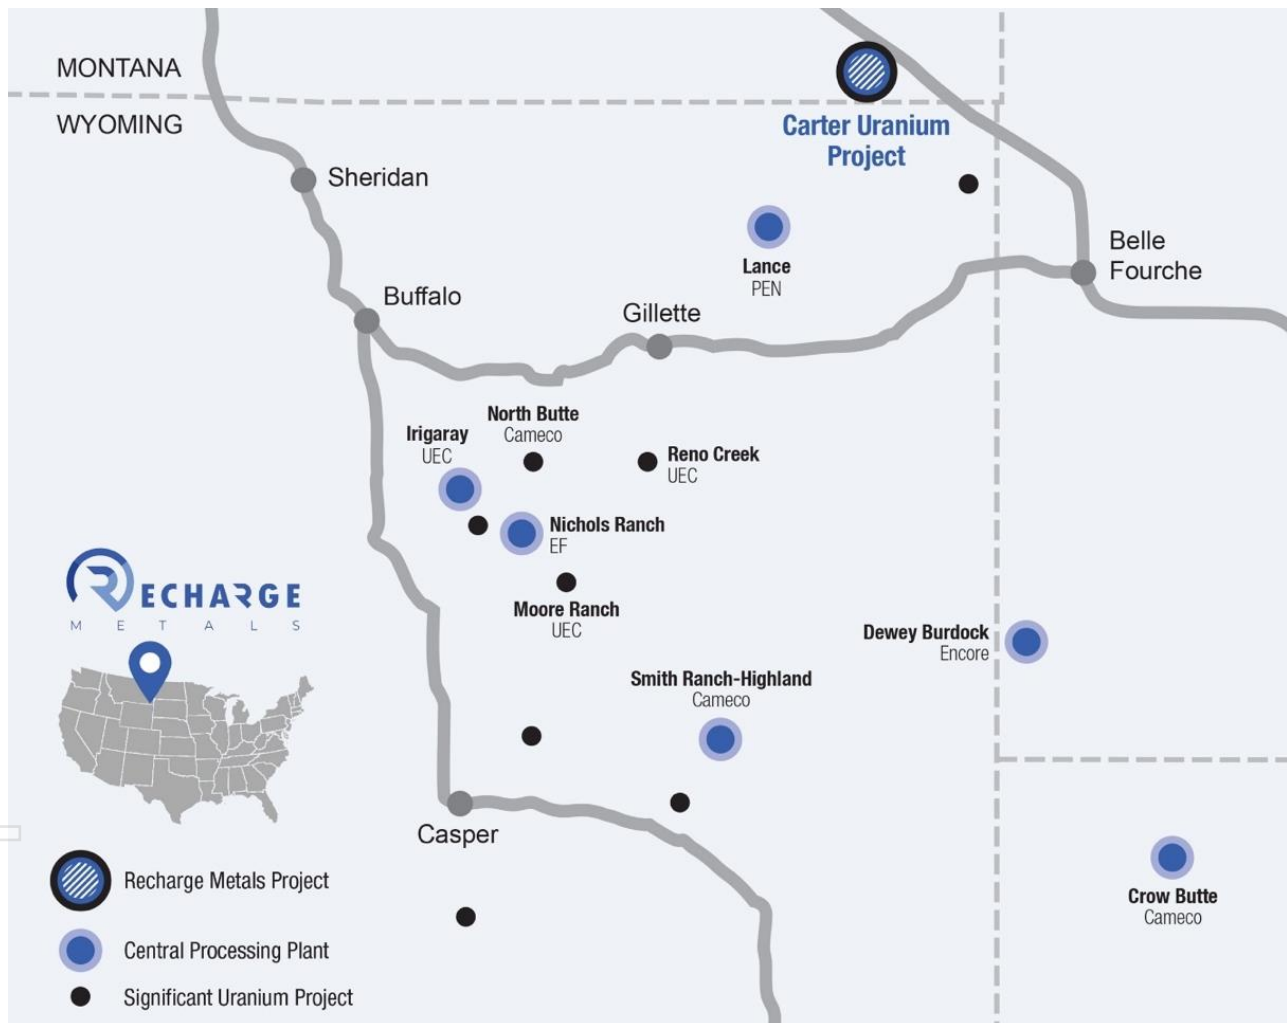 MONTANA
WYOMING
Carter Uranium
Project
Sheridan
Lance
PEN
Belle
Fourche
Buffalo
Gillette
North Butte
Cameco
Irigaray
UEC
Reno Creek
UEC
Nichols Ranch
EF
Moore Ranch
UEC
RECHARGE
METALS
Dewey Burdock
Encore
Smith Ranch-Highland
Cameco
Casper
Crow Butte
Cameco
Recharge Metals Project
Central Processing Plant
Significant Uranium Project